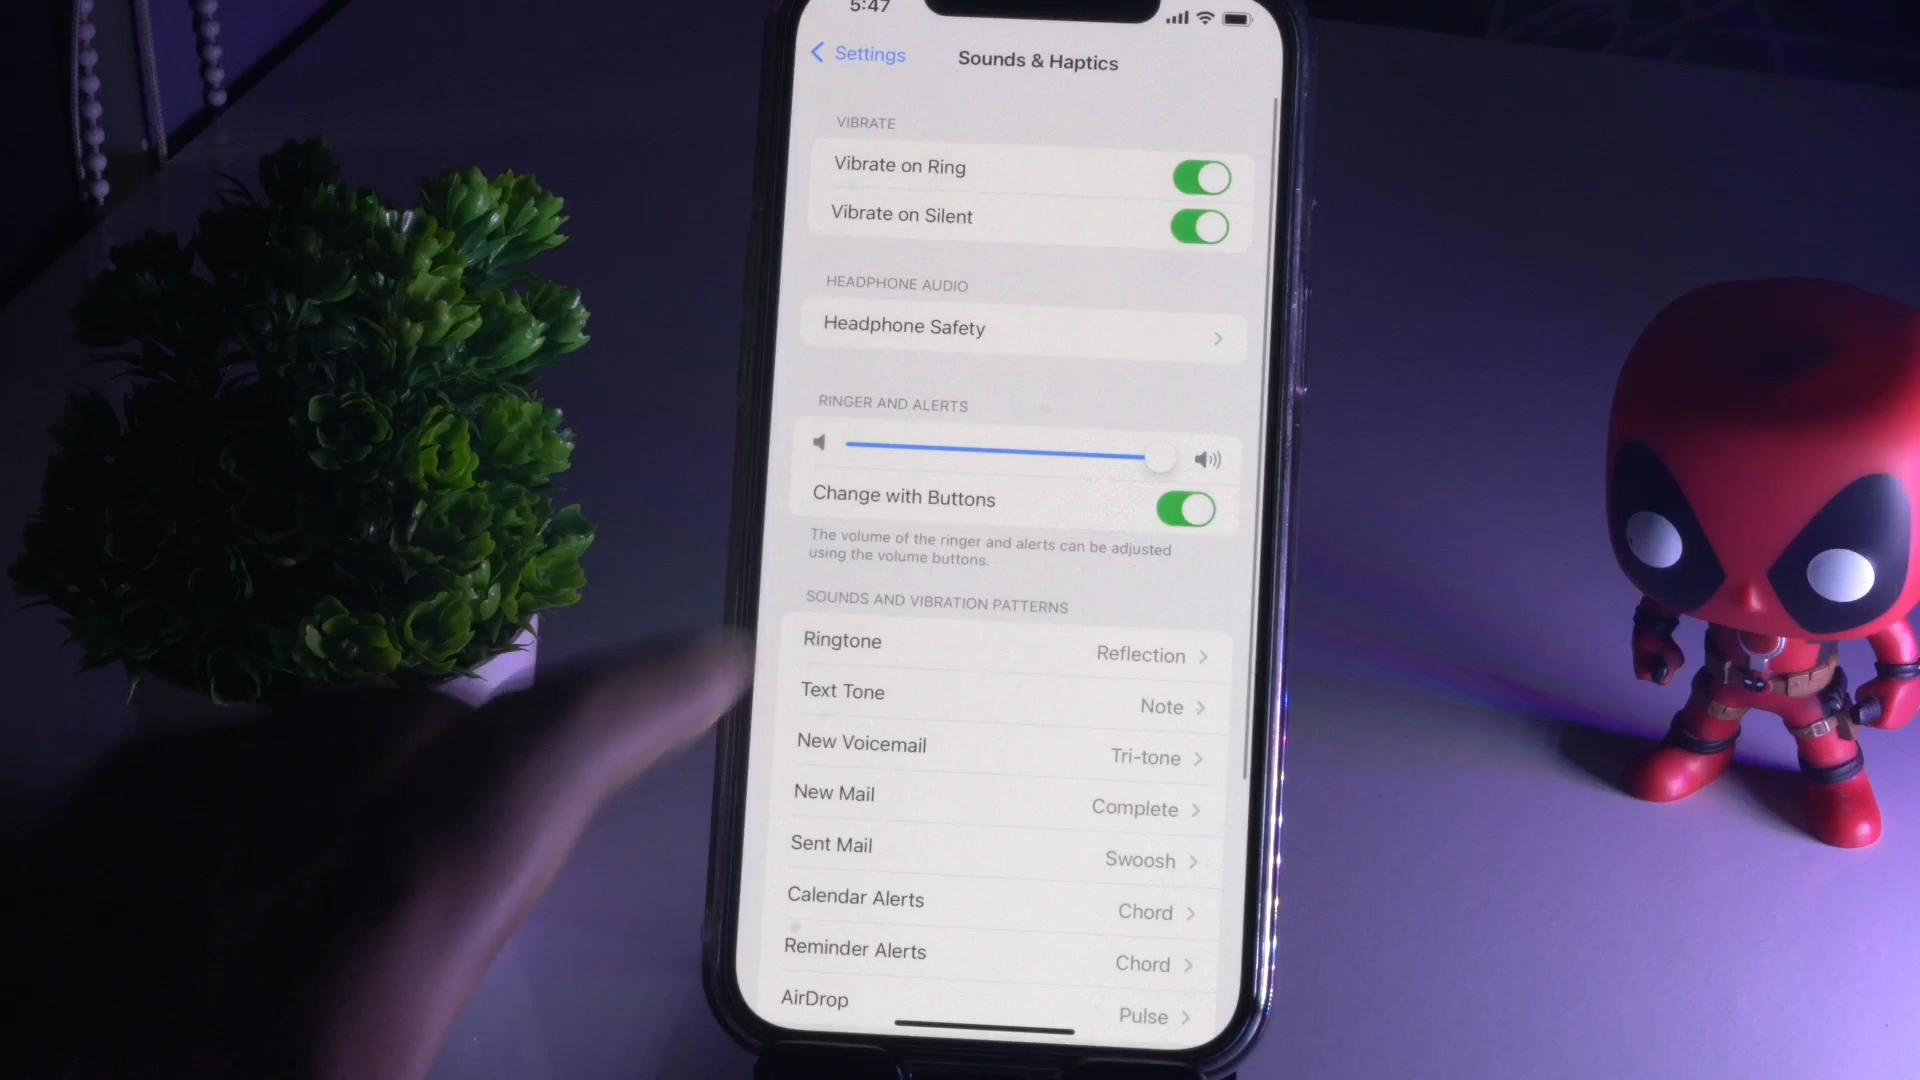 5:47
Settings
Sounds & Haptics
VIBRATE
Vibrate on Ring
Vibrate on Silent
HEADPHONE AUDIO
Headphone Safety
RINGER AND ALERTS
Change with Buttons
The volume of the ringer and alerts can be adjusted
using the volume buttons.
SOUNDS AND VIBRATION PATTERNS
Ringtone Reflection
Text Tone Note
New Voicemail Tri-tone
New Mail Complete
Sent Mail Swoosh
Calendar Alerts Chord
Reminder Alerts Chord
AirDrop Pulse